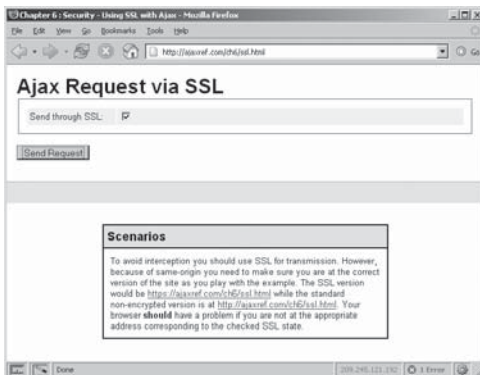 Chapter 6 : Security - Using SSL with Ajax - Mozilla Firefox
File Edit View Go Bookmarks Tools Help
http://ajaxref.com/ch6/ssl.html
Ajax Request via SSL
Send through SSL:
Send Request
Scenarios
To avoid interception you should use SSL for transmission. However,
because of same-origin you need to make sure you are at the correct
version of the site as you play with the example. The SSL version
would be https://ajaxref.com/ch6/ssl.html while the standard
non-encrypted version is at http://ajaxref.com/ch6/ssl.html. Your
browser should have a problem if you are not at the appropriate
address corresponding to the checked SSL state.
Done
1 Error